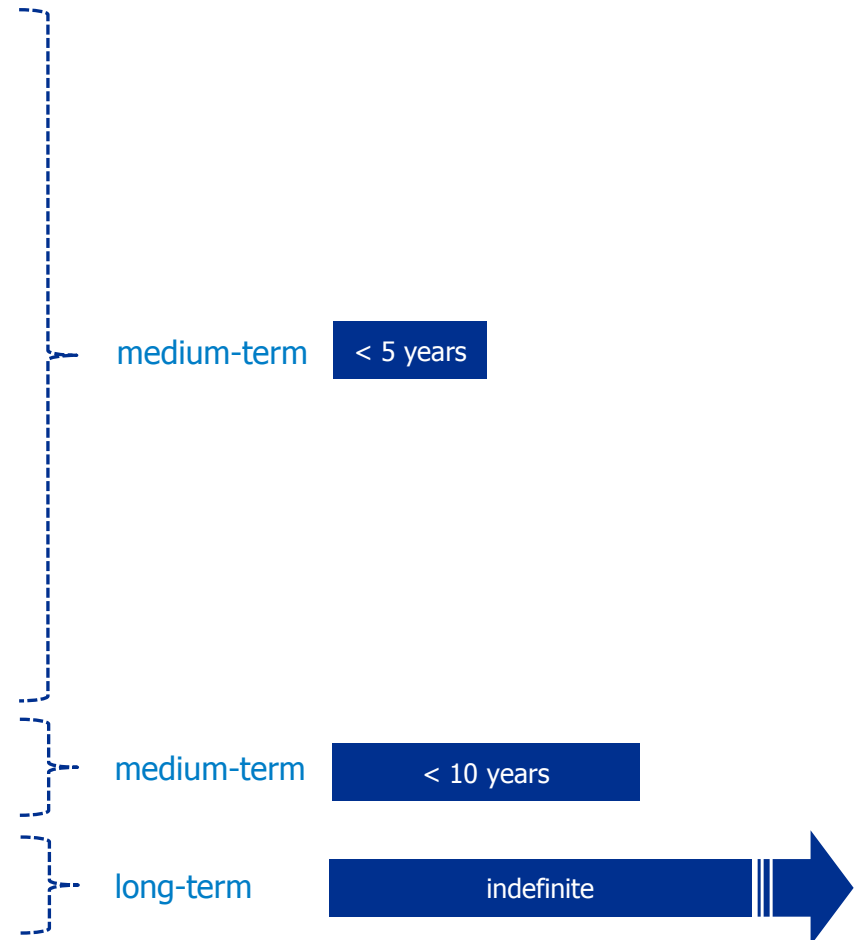 medium-term < 5 years
medium-term < 10 years
long-term indefinite